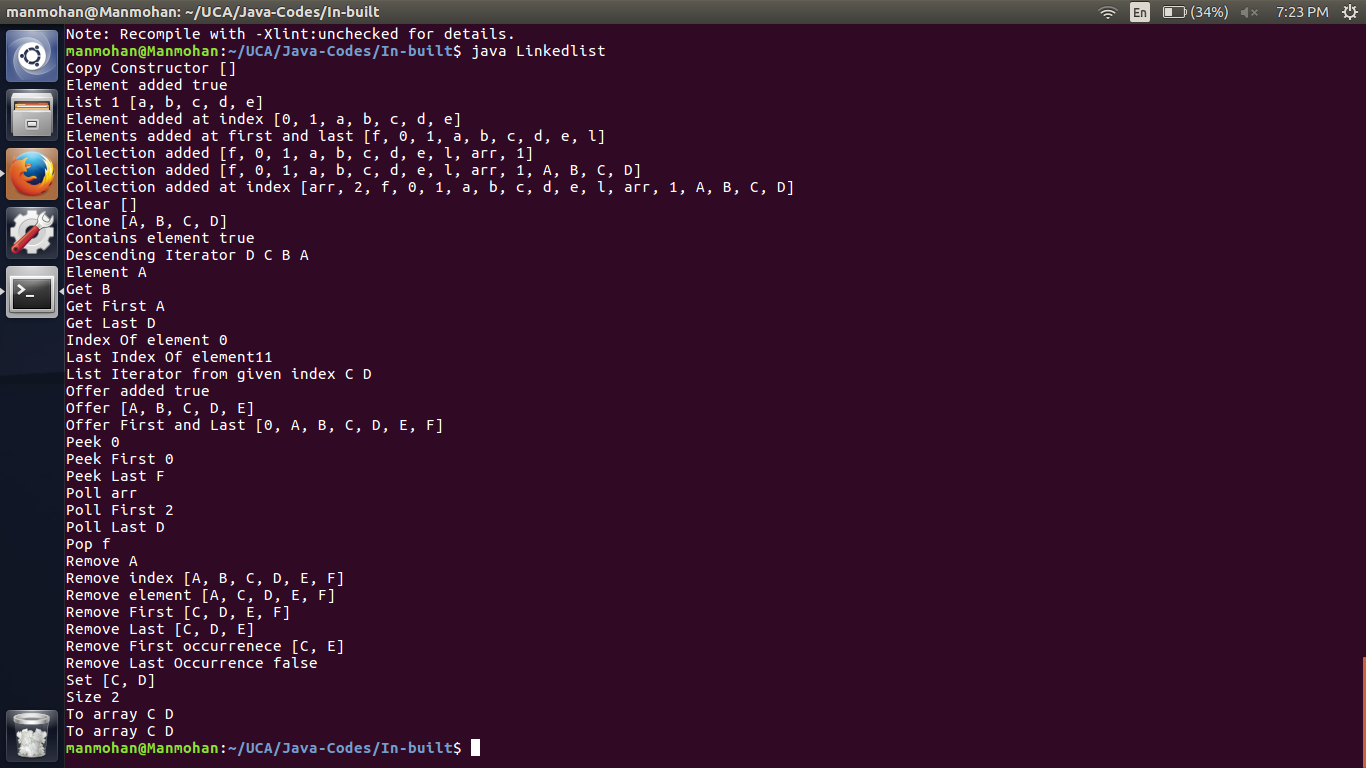 manmohan@Manmohan: ~/UCA/Java-Codes/In-built
En
(34%)
7:23 PM
Note: Recompile with -Xlint:unchecked for details.
manmohan@Manmohan:~/UCA/Java-Codes/In-built$ java Linkedlist
Copy Constructor []
Element added true
List 1 [a, b, c, d, e]
Element added at index [0, 1, a, b, c, d, e]
Elements added at first and last [f, 0, 1, a, b, c, d, e, l]
Collection added [f, 0, 1, a, b, c, d, e, l, arr, 1]
Collection added [f, 0, 1, a, b, c, d, e, l, arr, 1, A, B, C, D]
Collection added at index [arr, 2, f, 0, 1, a, b, c, d, e, l, arr, 1, A, B, C, D]
Clear []
Clone [A, B, C, D]
Contains element true
Descending Iterator D C B A
Element A
Get B
Get First A
Get Last D
Index Of element 0
Last Index Of element11
List Iterator from given index C D
Offer added true
Offer [A, B, C, D, E]
Offer First and Last [0, A, B, C, D, E, F]
Peek 0
Peek First 0
Peek Last F
Poll arr
Poll First 2
Poll Last D
Pop f
Remove A
Remove index [A, B, C, D, E, F]
Remove element [A, C, D, E, F]
Remove First [C, D, E, F]
Remove Last [C, D, E]
Remove First occurrenece [C, E]
Remove Last Occurrence false
Set [C, D]
Size 2
To array C D
To array C D
manmohan@Manmohan:~/UCA/Java-Codes/In-built$